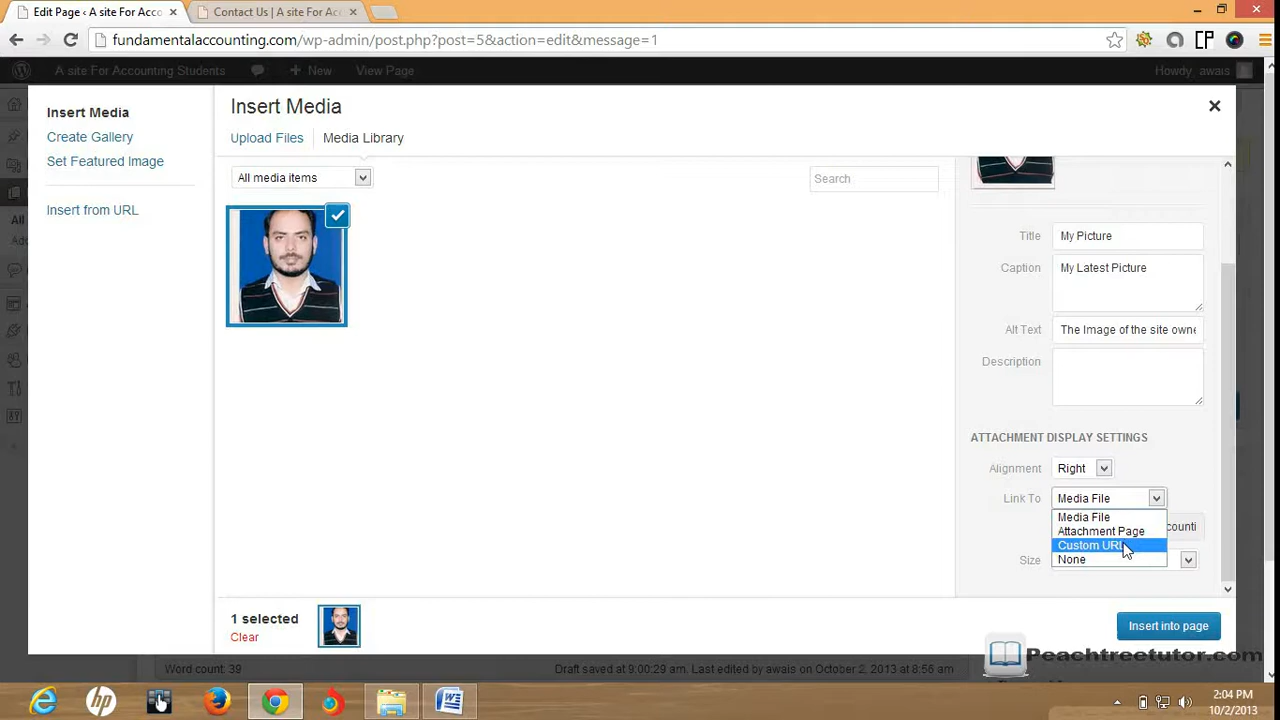 Edit Page ‹ A site For Acco
Contact Us | A site For Acc
fundamentalaccounting.com/wp-admin/post.php?post=5&action=edit&message=1
A site For Accounting Students
New
View Page
Howdy, awais
Insert Media
Create Gallery
Set Featured Image
Insert from URL
Insert Media
Upload Files
Media Library
All media items
Search
Title
My Picture
Caption
My Latest Picture
Alt Text
The Image of the site owne
Description
ATTACHMENT DISPLAY SETTINGS
Alignment
Right
Link To
Media File
Media File
Attachment Page
Custom URL
None
counti
Size
All
1 selected
Clear
Insert into page
Word count: 39
Draft saved at 9:00:29 am. Last edited by awais on October 2, 2013 at 8:56 am
Peachtreetutor.com
2:04 PM
10/2/2013